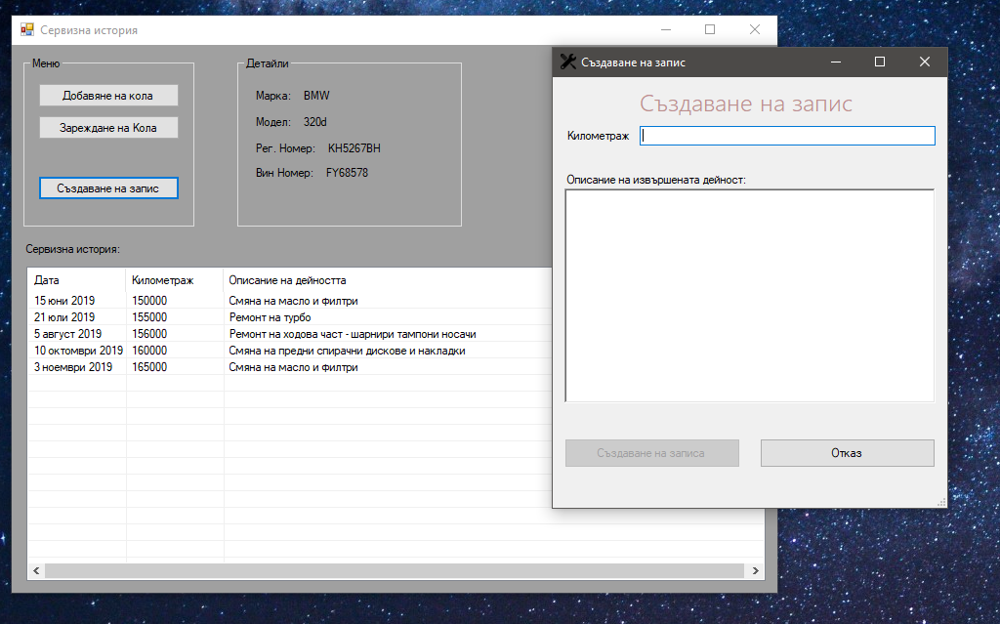 Сервизна история
Меню
Добавяне на кола
Зареждане на Кола
Създаване на запис
Детайли
Марка: BMW
Модел: 320d
Рег. Номер: KH5267BH
Вин Номер: FY68578
Сервизна история:
Дата Километраж Описание на дейността
15 юни 2019 150000 Смяна на масло и филтри
21 юли 2019 155000 Ремонт на турбо
5 август 2019 156000 Ремонт на ходова част - шарнири тампони носачи
10 октомври 2019 160000 Смяна на предни спирачни дискове и накладки
3 ноември 2019 165000 Смяна на масло и филтри
Създаване на запис
Създаване на запис
Километраж
Описание на извършената дейност:
Създаване на записа
Отказ